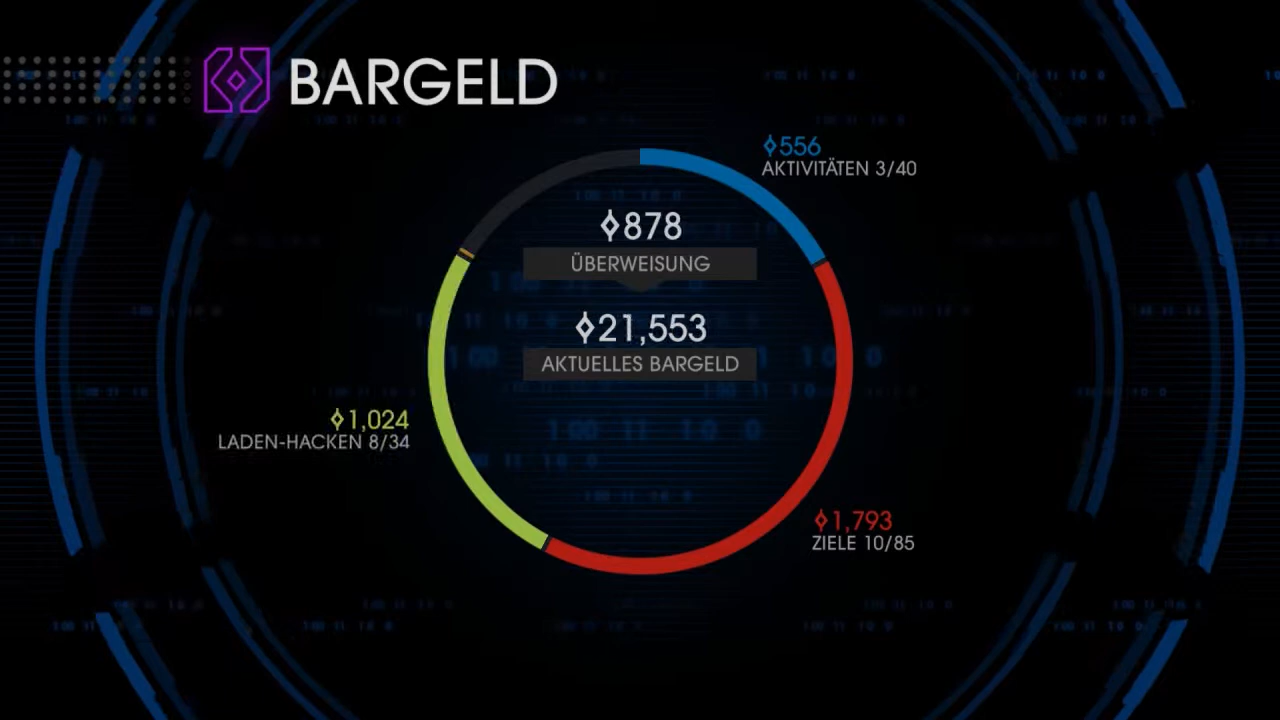 BARGELD
◊556
AKTIVITÄTEN 3/40
◊878
ÜBERWEISUNG
◊21,553
AKTUELLES BARGELD
◊1,024
LADEN-HACKEN 8/34
◊1,793
ZIELE 10/85